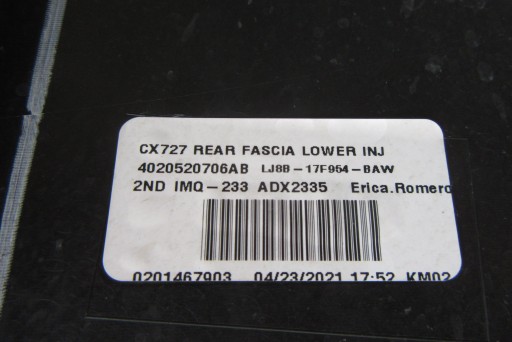 CX727 REAR FASCIA LOWER INJ
4020520706AB LJ8B-17F954-BAW
2ND IMQ-233 ADX2335 Erica.Romero
0201467903 04/23/2021 17:52 KM02